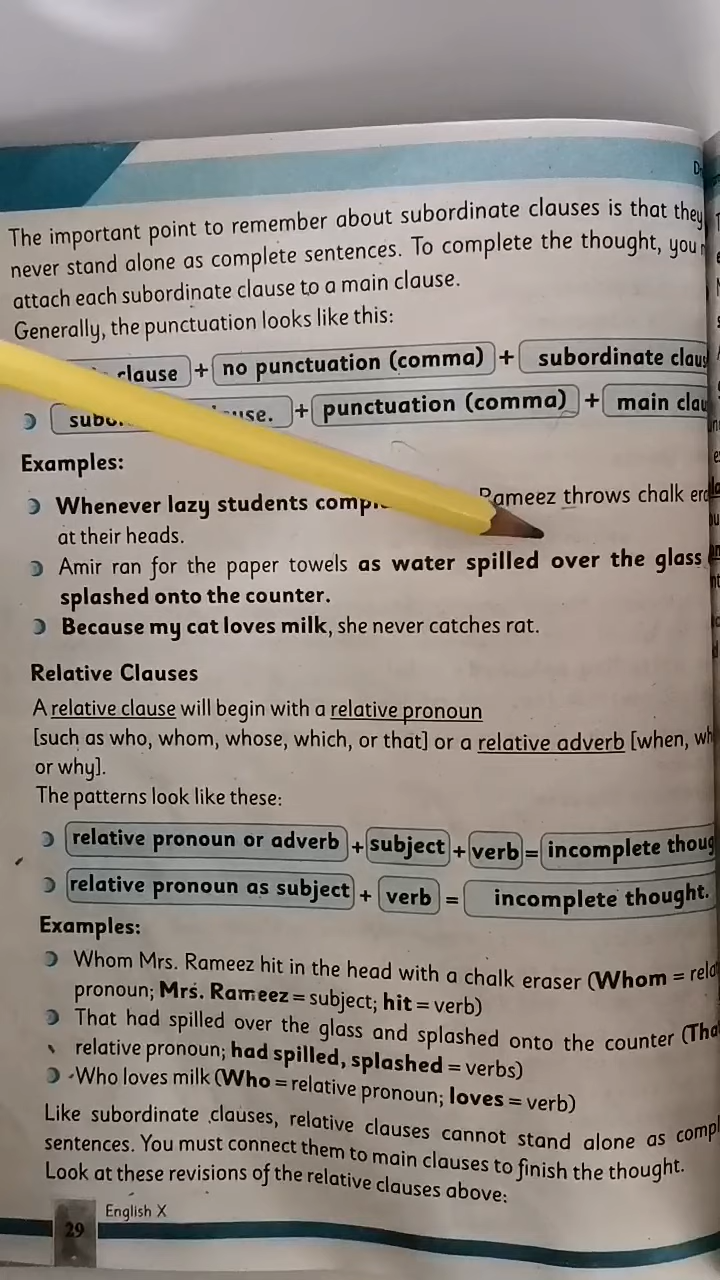 The important point to remember about subordinate clauses is that they
never stand alone as complete sentences. To complete the thought, you
attach each subordinate clause to a main clause.
Generally, the punctuation looks like this:
clause + no punctuation (comma) + subordinate
+ punctuation (comma) + main
Examples:
Whenever lazy students Rameez throws chalk
at their heads.
Amir ran for the paper towels as water spilled over the glass
splashed onto the counter.
Because my cat loves milk, she never catches rat.
Relative Clauses
A relative clause will begin with a relative pronoun
[such as who, whom, whose, which, or that] or a relative adverb [when,
or why].
The patterns look like these:
relative pronoun or adverb + subject + verb = incomplete
relative pronoun as subject + verb = incomplete thought.
Examples:
Whom Mrs. Rameez hit in the head with a chalk eraser (Whom =
pronoun; Mrs. Rameez = subject; hit = verb)
That had spilled over the glass and splashed onto the counter
relative pronoun; had spilled, splashed = verbs)
Who loves milk (Who = relative pronoun; loves = verb)
Like subordinate clauses, relative clauses cannot stand alone as
sentences. You must connect them to main clauses to finish the thought.
Look at these revisions of the relative clauses above:
English X
29